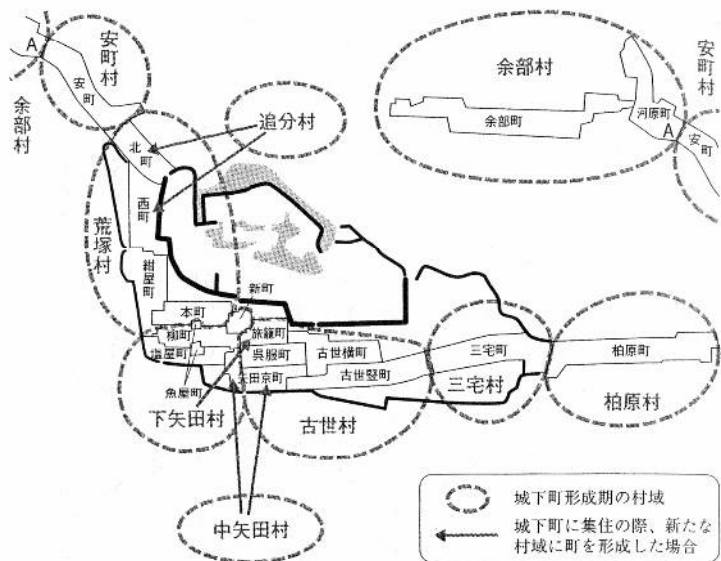 A
安町村
安町
余部村
北町
追分村
余部村
余部町
河原町
A
安町村
安町
西町
荒塚村
紺屋町
新町
本町
柳町
旅籠町
塩屋町
呉服町
古世横町
三宅町
柏原町
魚屋町
矢田京町
古世竪町
下矢田村
古世村
三宅村
柏原村
中矢田村
城下町形成期の村域
城下町に集住の際、新たな
村域に町を形成した場合